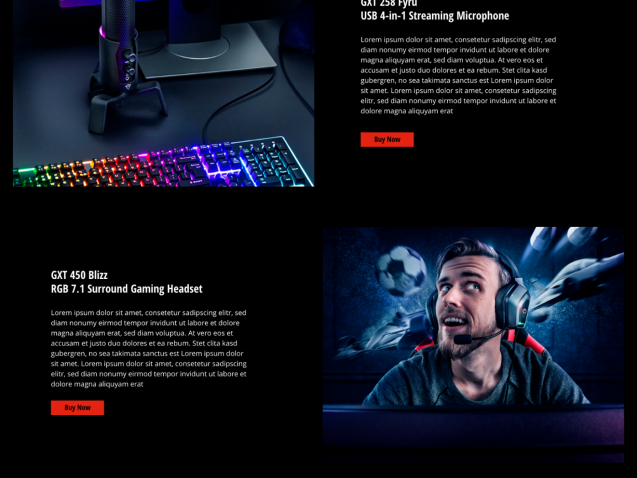 GXT 258 Fyru
USB 4-in-1 Streaming Microphone
Lorem ipsum dolor sit amet, consetetur sadipscing elitr, sed
diam nonumy eirmod tempor invidunt ut labore et dolore
magna aliquyam erat, sed diam voluptua. At vero eos et
accusam et justo duo dolores et ea rebum. Stet clita kasd
gubergren, no sea takimata sanctus est Lorem ipsum dolor
sit amet. Lorem ipsum dolor sit amet, consetetur sadipscing
elitr, sed diam nonumy eirmod tempor invidunt ut labore et
dolore magna aliquyam erat
Buy Now
GXT 450 Blizz
RGB 7.1 Surround Gaming Headset
Lorem ipsum dolor sit amet, consetetur sadipscing elitr, sed
diam nonumy eirmod tempor invidunt ut labore et dolore
magna aliquyam erat, sed diam voluptua. At vero eos et
accusam et justo duo dolores et ea rebum. Stet clita kasd
gubergren, no sea takimata sanctus est Lorem ipsum dolor
sit amet. Lorem ipsum dolor sit amet, consetetur sadipscing
elitr, sed diam nonumy eirmod tempor invidunt ut labore et
dolore magna aliquyam erat
Buy Now